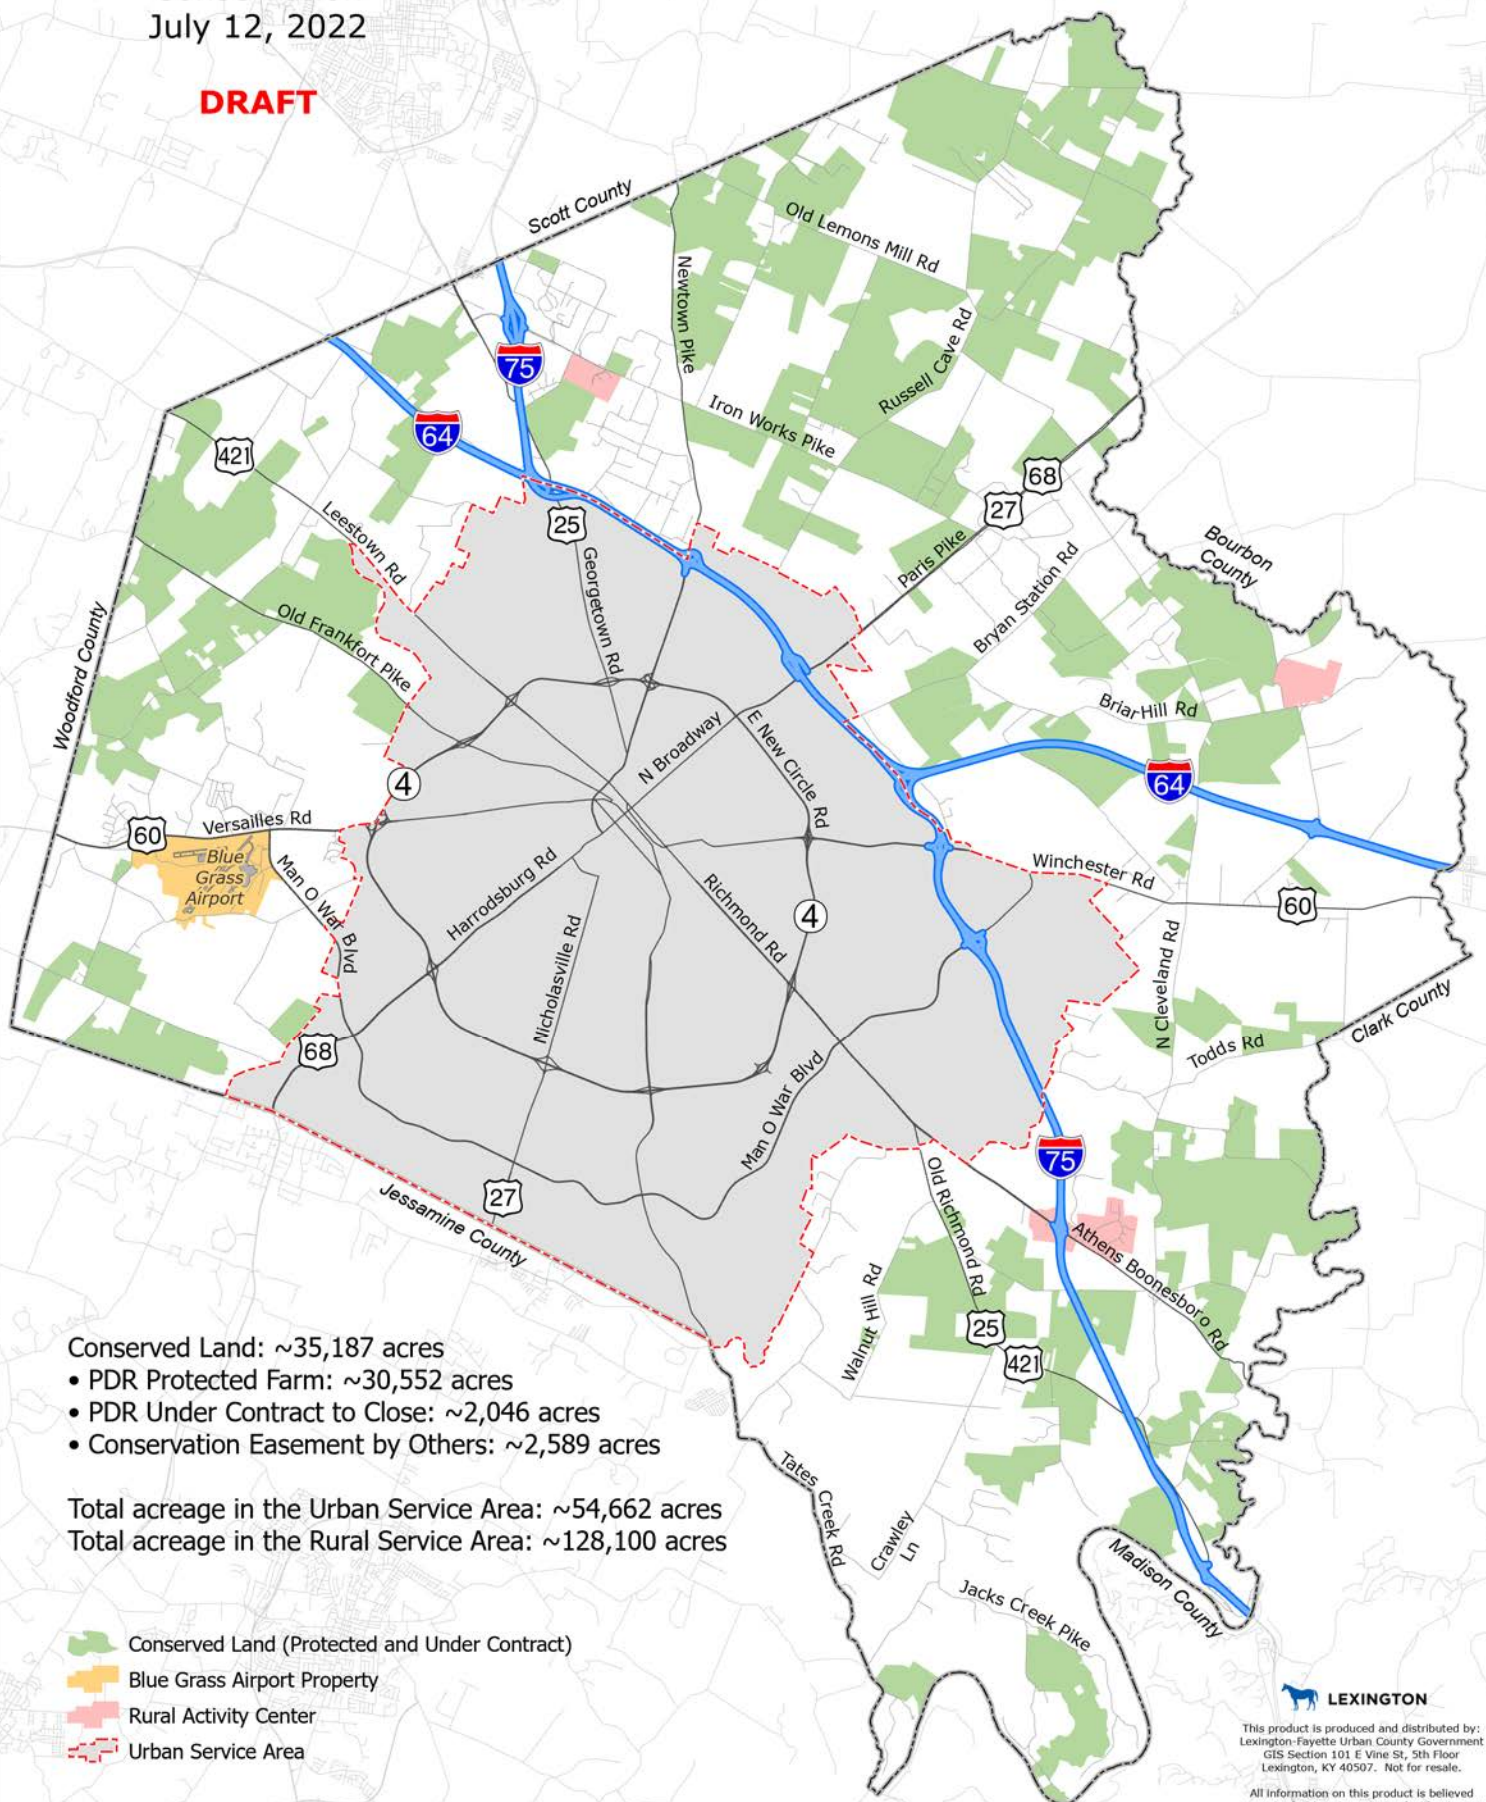 July 12, 2022
DRAFT
Scott County
Old Lemons Mill Rd
Newtown Pike
75
Russell Cave Rd
64
Iron Works Pike
421
68
27
Leestown Rd
25
Paris Pike
Bourbon
County
Georgetown Rd
Bryan Station Rd
Old Frankfort Pike
Woodford County
Briar Hill Rd
N Broadway
E New Circle Rd
64
4
60
Versailles Rd
Blue
Grass
Airport
Man O War Blvd
Winchester Rd
60
Harrodsburg Rd
Richmond Rd
4
Nicholasville Rd
N Cleveland Rd
Clark County
68
Todds Rd
Man O War Blvd
75
27
Jessamine County
Old Richmond Rd
Athens Boonesboro Rd
Walnut Hill Rd
25
421
Conserved Land: ~35,187 acres
• PDR Protected Farm: ~30,552 acres
• PDR Under Contract to Close: ~2,046 acres
• Conservation Easement by Others: ~2,589 acres
Total acreage in the Urban Service Area: ~54,662 acres
Total acreage in the Rural Service Area: ~128,100 acres
Tates Creek Rd
Crawley
Ln
Madison County
Jacks Creek Pike
Conserved Land (Protected and Under Contract)
Blue Grass Airport Property
Rural Activity Center
Urban Service Area
LEXINGTON
This product is produced and distributed by:
Lexington-Fayette Urban County Government
GIS Section 101 E Vine St, 5th Floor
Lexington, KY 40507. Not for resale.
All information on this product is believed